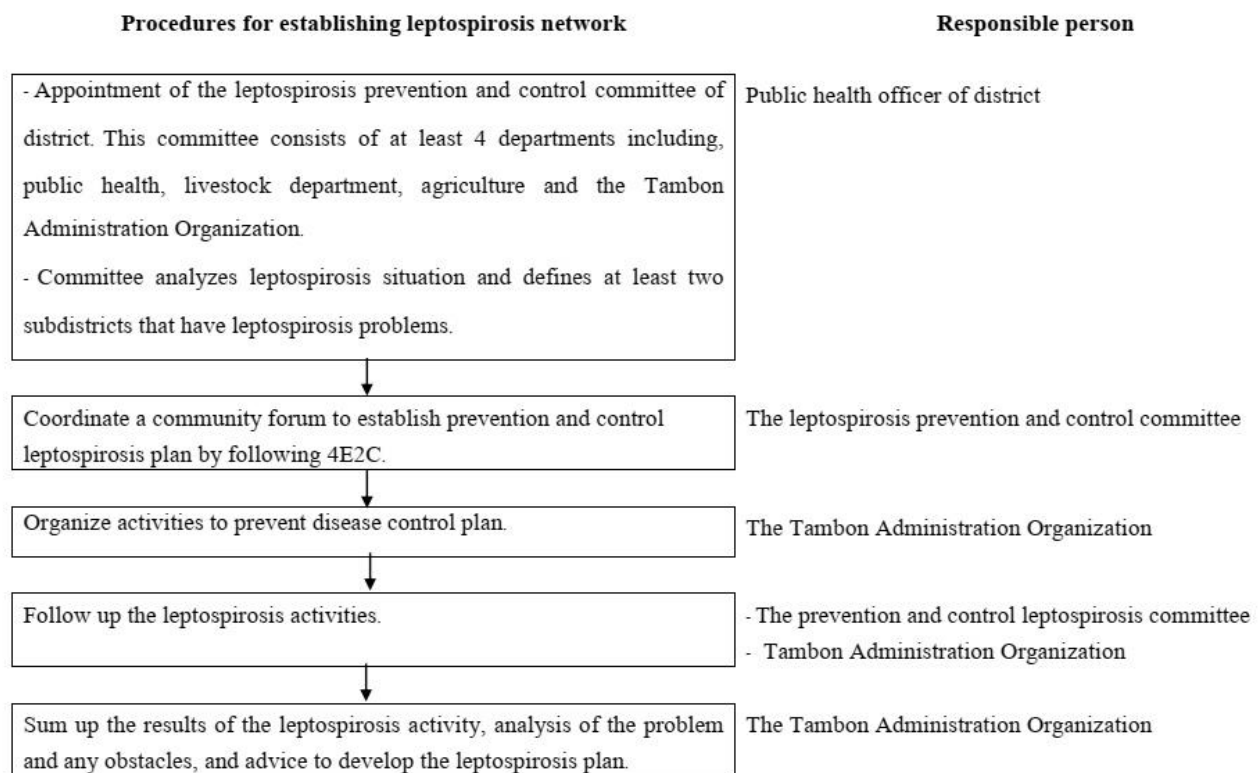 Procedures for establishing leptospirosis network
Responsible person
- Appointment of the leptospirosis prevention and control committee of
district. This committee consists of at least 4 departments including,
public health, livestock department, agriculture and the Tambon
Administration Organization.
- Committee analyzes leptospirosis situation and defines at least two
subdistricts that have leptospirosis problems.
Public health officer of district
Coordinate a community forum to establish prevention and control
leptospirosis plan by following 4E2C.
The leptospirosis prevention and control committee
Organize activities to prevent disease control plan.
The Tambon Administration Organization
Follow up the leptospirosis activities.
- The prevention and control leptospirosis committee
- Tambon Administration Organization
Sum up the results of the leptospirosis activity, analysis of the problem
and any obstacles, and advice to develop the leptospirosis plan.
The Tambon Administration Organization